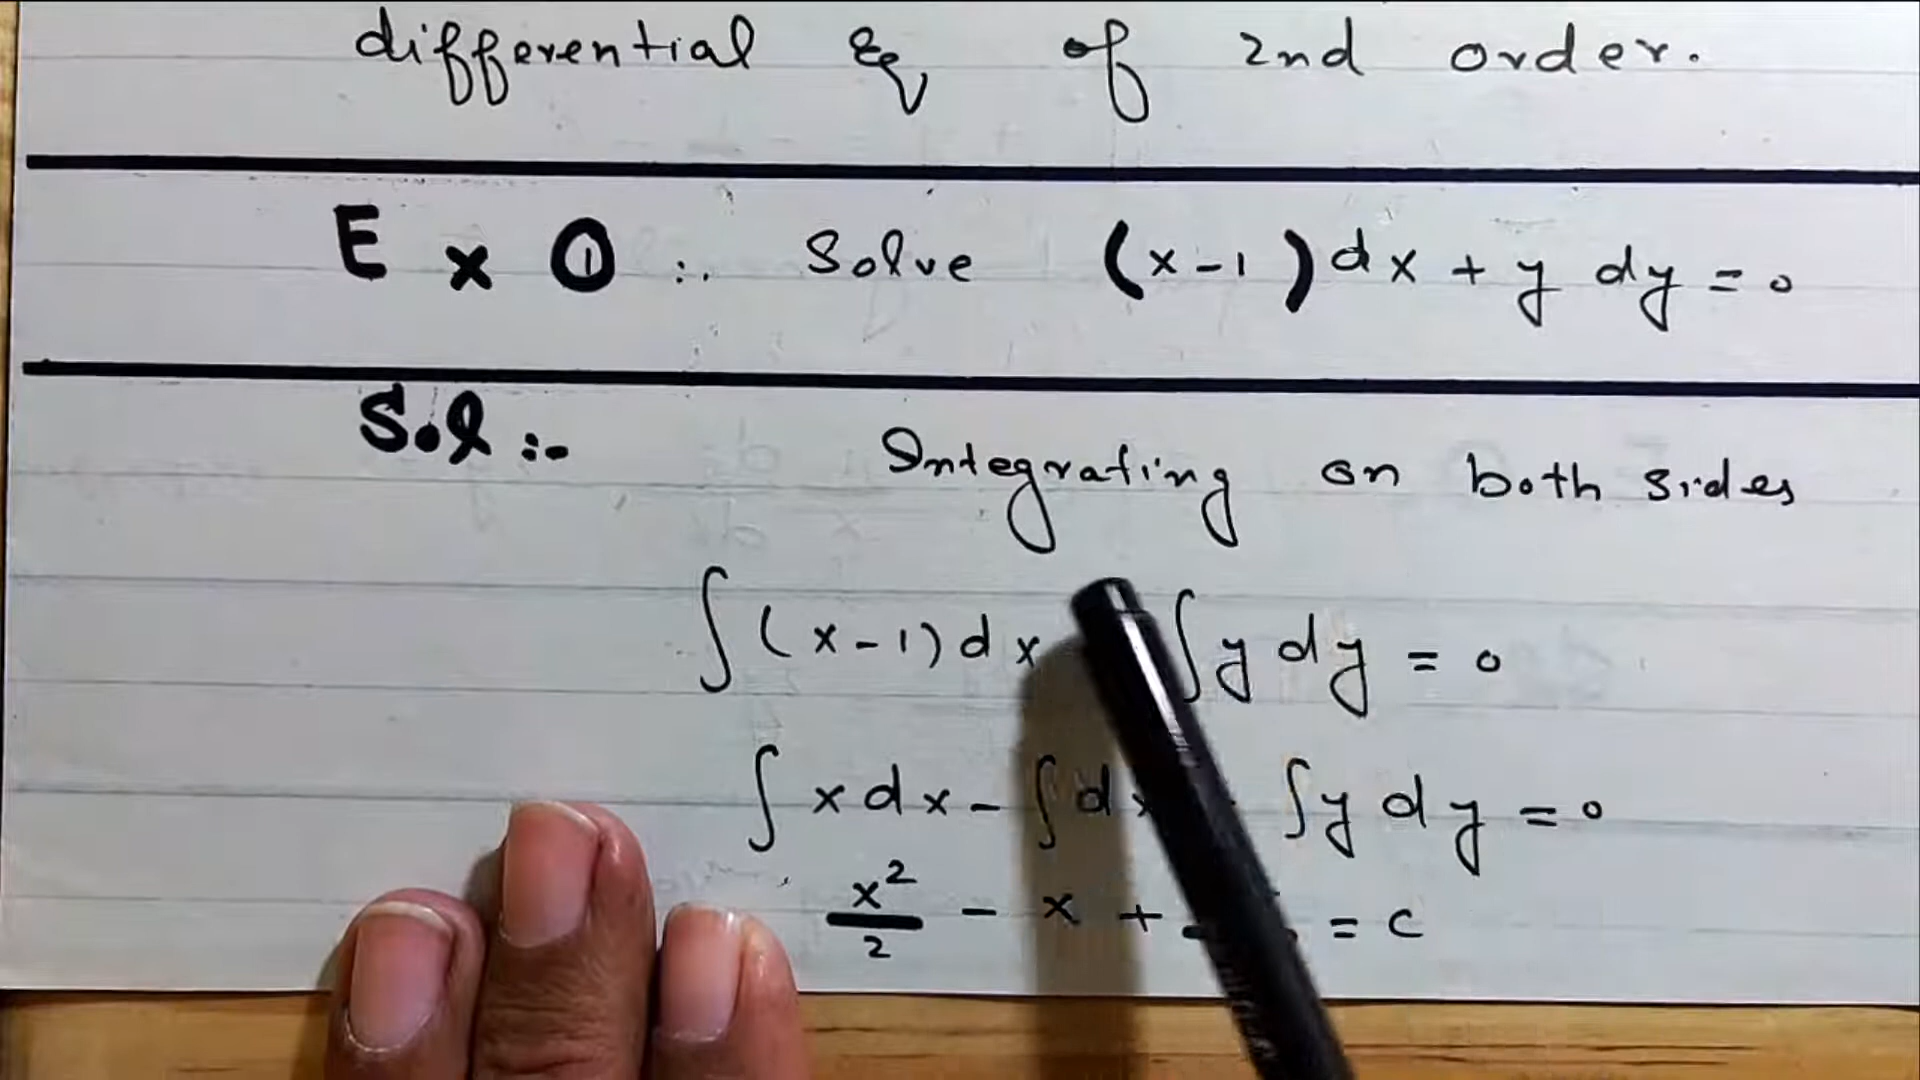 differential Eq of 2nd order.
Ex ① :. Solve (x-1)dx + y dy = 0
Sol :- Integrating on both sides
∫(x-1)dx ∫y dy = 0
∫x dx - ∫dx ∫y dy = 0
x²/2 - x + = c